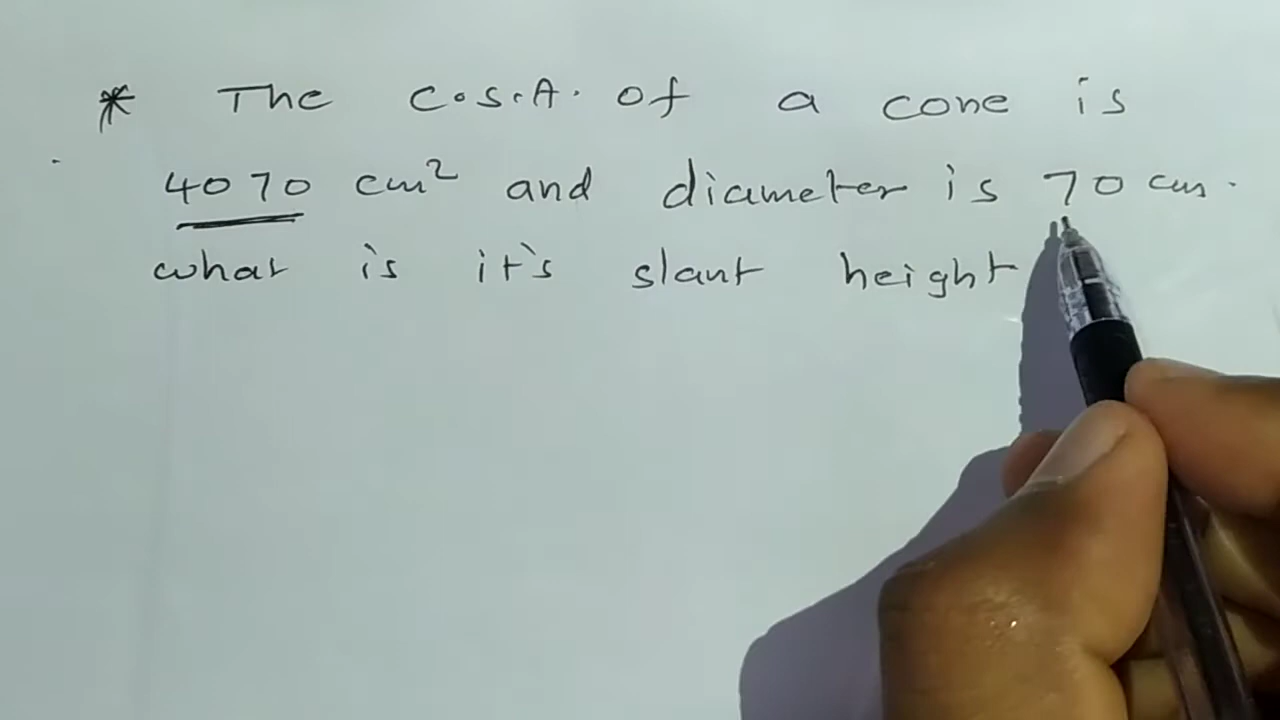 * The C.S.A. of a cone is
4070 cm² and diameter is 70 cm.
what is it's slant height